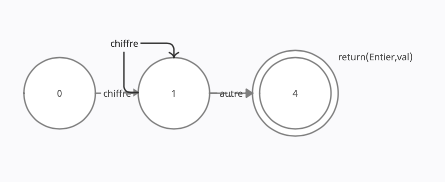 chiffre
return(Entier,val)
0
chiffre
1
autre
4